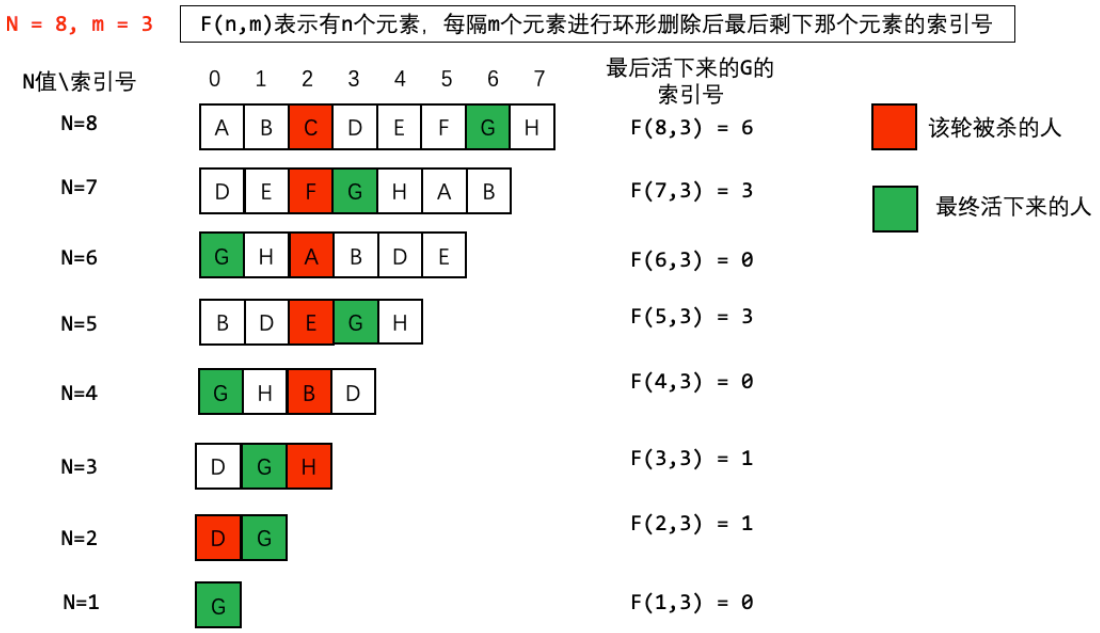 N = 8, m = 3
F(n,m)表示有n个元素，每隔m个元素进行环形删除后最后剩下那个元素的索引号
N值\索引号 0 1 2 3 4 5 6 7
最后活下来的G的
索引号
N=8 A B C D E F G H F(8,3) = 6
该轮被杀的人
N=7 D E F G H A B F(7,3) = 3
最终活下来的人
N=6 G H A B D E F(6,3) = 0
N=5 B D E G H F(5,3) = 3
N=4 G H B D F(4,3) = 0
N=3 D G H F(3,3) = 1
N=2 D G F(2,3) = 1
N=1 G F(1,3) = 0